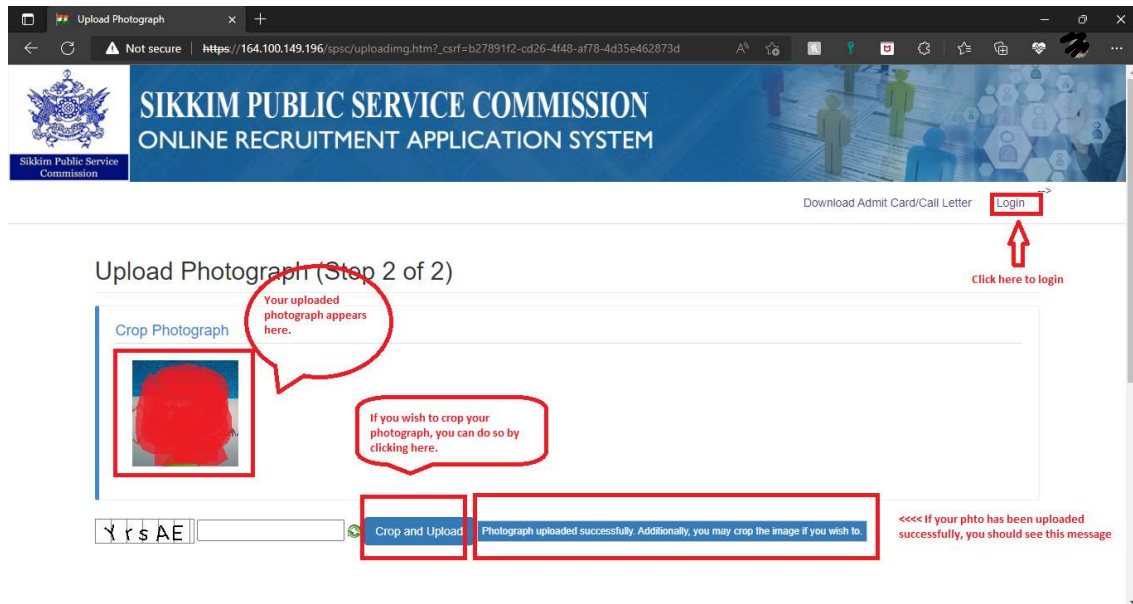 Upload Photograph
Not secure | https://164.100.149.196/spsc/uploadimg.htm?_csrf=b27891f2-cd26-4f48-af78-4d35e462873d
SIKKIM PUBLIC SERVICE COMMISSION
ONLINE RECRUITMENT APPLICATION SYSTEM
Sikkim Public Service
Commission
Download Admit Card/Call Letter Login -->
Click here to login
Upload Photograph (Step 2 of 2)
Your uploaded
photograph appears
here.
Crop Photograph
If you wish to crop your
photograph, you can do so by
clicking here.
YrsAE
Crop and Upload
Photograph uploaded successfully. Additionally, you may crop the image if you wish to.
<<<< If your phto has been uploaded
successfully, you should see this message